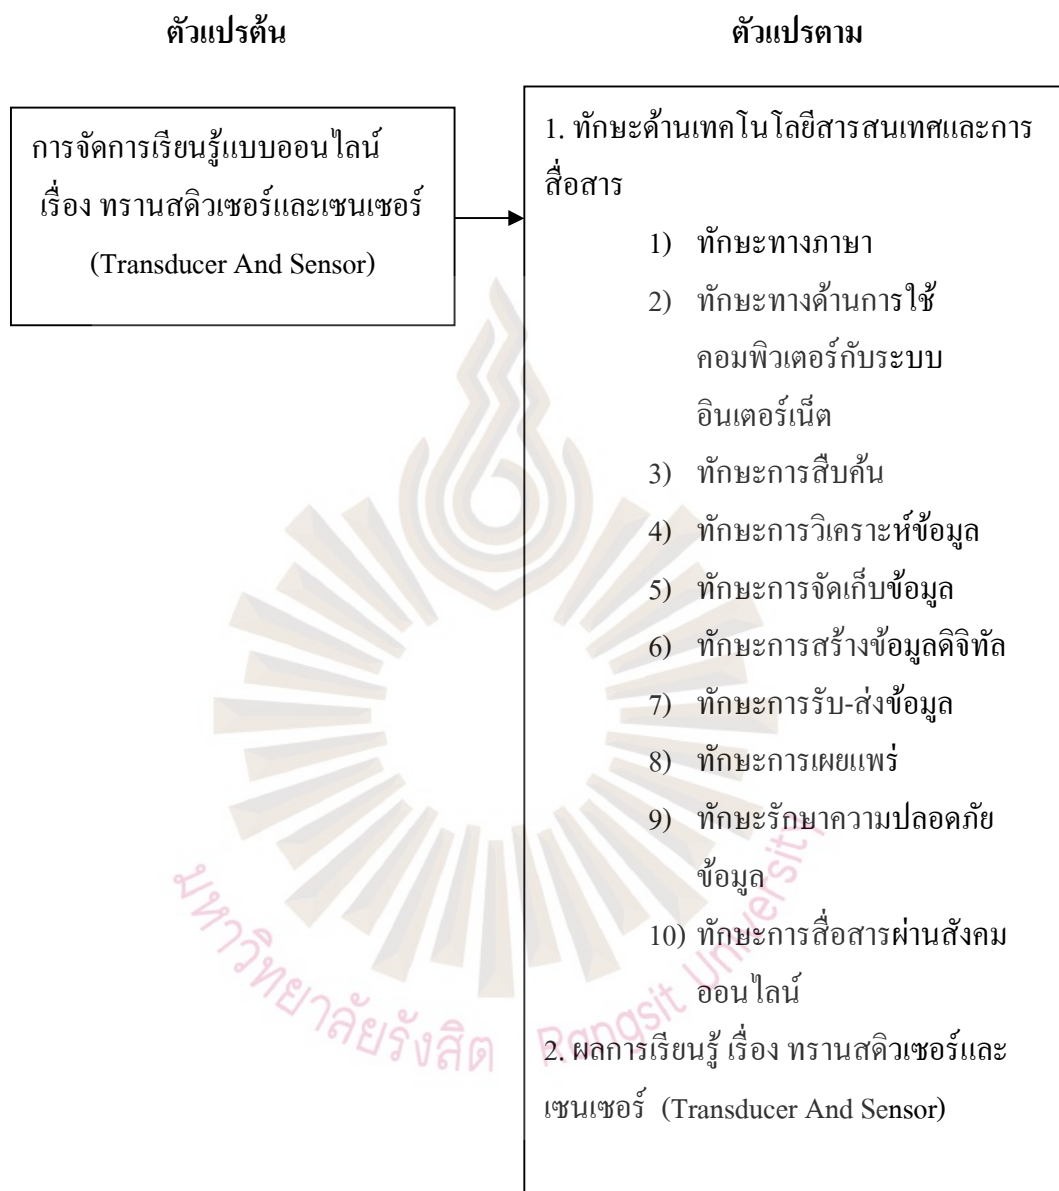 ตัวแปรต้น
ตัวแปรตาม
การจัดการเรียนรู้แบบออนไลน์
เรื่อง ทรานสดิวเซอร์และเซนเซอร์
(Transducer And Sensor)
1. ทักษะด้านเทคโนโลยีสารสนเทศและการ
สื่อสาร
1) ทักษะทางภาษา
2) ทักษะทางด้านการใช้
คอมพิวเตอร์กับระบบ
อินเตอร์เน็ต
3) ทักษะการสืบค้น
4) ทักษะการวิเคราะห์ข้อมูล
5) ทักษะการจัดเก็บข้อมูล
6) ทักษะการสร้างข้อมูลดิจิทัล
7) ทักษะการรับ-ส่งข้อมูล
8) ทักษะการเผยแพร่
9) ทักษะรักษาความปลอดภัย
ข้อมูล
10) ทักษะการสื่อสารผ่านสังคม
ออนไลน์
2. ผลการเรียนรู้ เรื่อง ทรานสดิวเซอร์และ
เซนเซอร์ (Transducer And Sensor)
มหาวิทยาลัยรังสิต Rangsit University